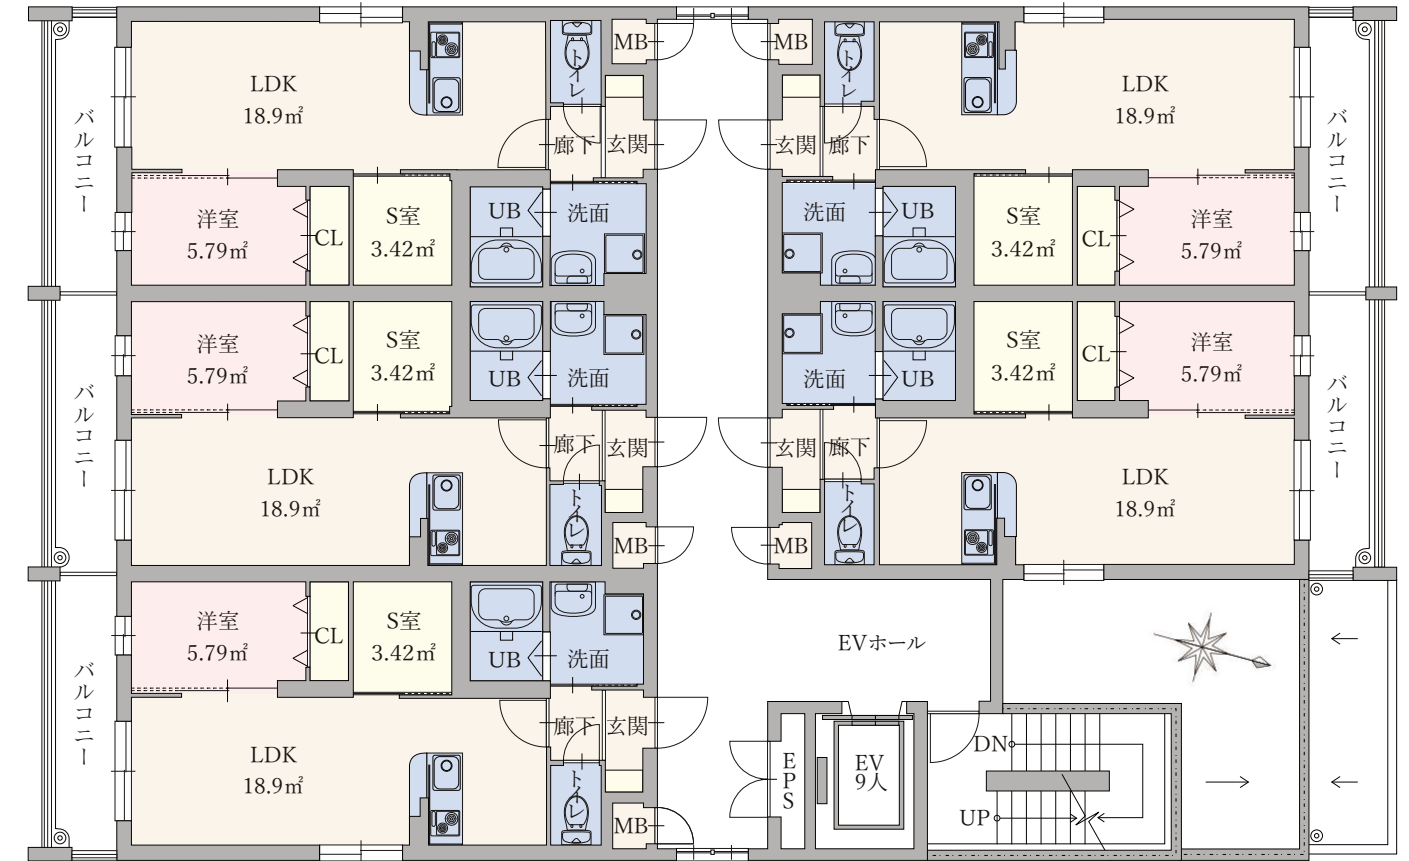 MB
MB
トイレ
トイレ
LDK
18.9㎡
LDK
18.9㎡
バルコニー
廊下
玄関
玄関
廊下
バルコニー
洋室
5.79㎡
CL
S室
3.42㎡
UB
洗面
洗面
UB
S室
3.42㎡
CL
洋室
5.79㎡
洋室
5.79㎡
CL
S室
3.42㎡
UB
洗面
洗面
UB
S室
3.42㎡
CL
洋室
5.79㎡
バルコニー
廊下
玄関
玄関
廊下
バルコニー
LDK
18.9㎡
LDK
18.9㎡
トイレ
トイレ
MB
MB
洋室
5.79㎡
CL
S室
3.42㎡
UB
洗面
EVホール
バルコニー
廊下
玄関
LDK
18.9㎡
トイレ
MB
EPS
EV
9人
DN
UP